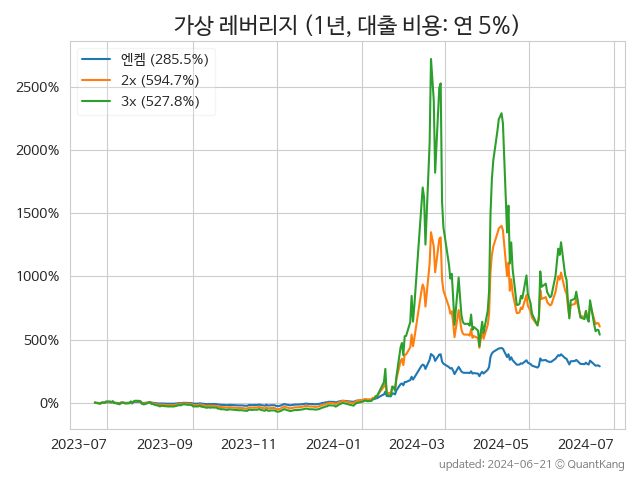 가상 레버리지 (1년, 대출 비용: 연 5%)
엔켐 (285.5%)
2x (594.7%)
3x (527.8%)
2500%
2000%
1500%
1000%
500%
0%
2023-07 2023-09 2023-11 2024-01 2024-03 2024-05 2024-07
updated: 2024-06-21 © QuantKang